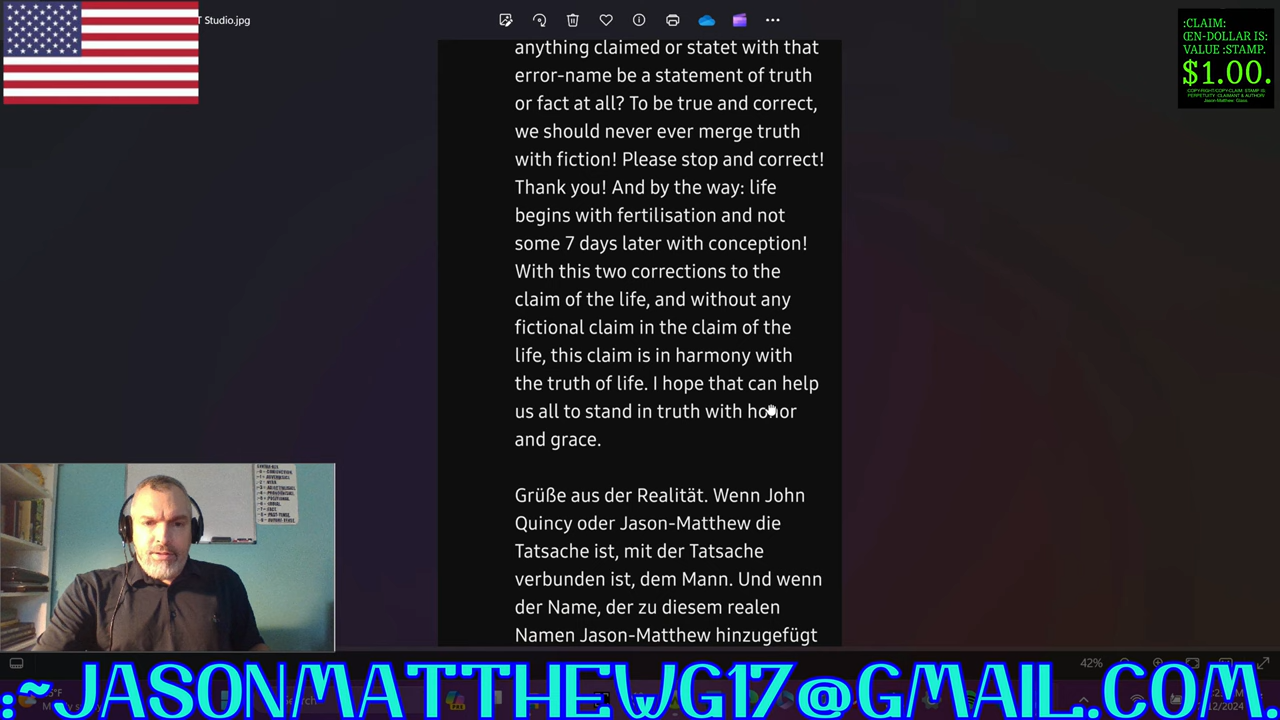 T Studio.jpg
:CLAIM:
ŒN-DOLLAR IS:
VALUE :STAMP.
$1.00.
Jason Matthew: Glass.
anything claimed or statet with that
error-name be a statement of truth
or fact at all? To be true and correct,
we should never ever merge truth
with fiction! Please stop and correct!
Thank you! And by the way: life
begins with fertilisation and not
some 7 days later with conception!
With this two corrections to the
claim of the life, and without any
fictional claim in the claim of the
life, this claim is in harmony with
the truth of life. I hope that can help
us all to stand in truth with honor
and grace.
Grüße aus der Realität. Wenn John
Quincy oder Jason-Matthew die
Tatsache ist, mit der Tatsache
verbunden ist, dem Mann. Und wenn
der Name, der zu diesem realen
Namen Jason-Matthew hinzugefügt
42%
:~JASONMATTHEWG17@GMAIL.COM.